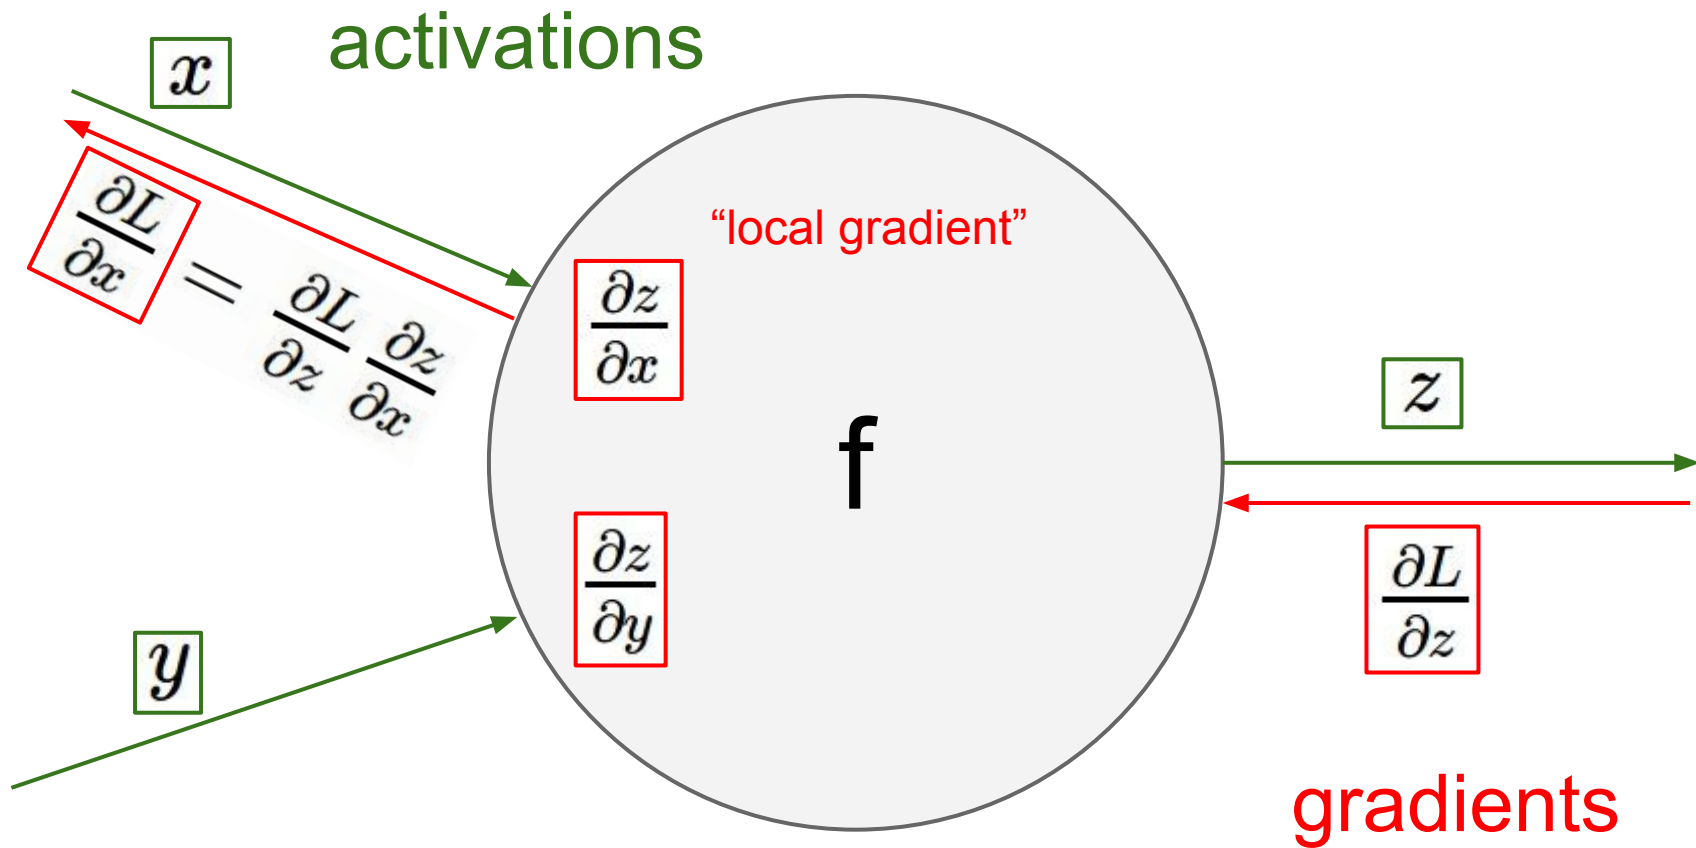 activations
x
∂L/∂x = ∂L/∂z ∂z/∂x
“local gradient”
∂z/∂x
f
z
∂z/∂y
∂L/∂z
y
gradients